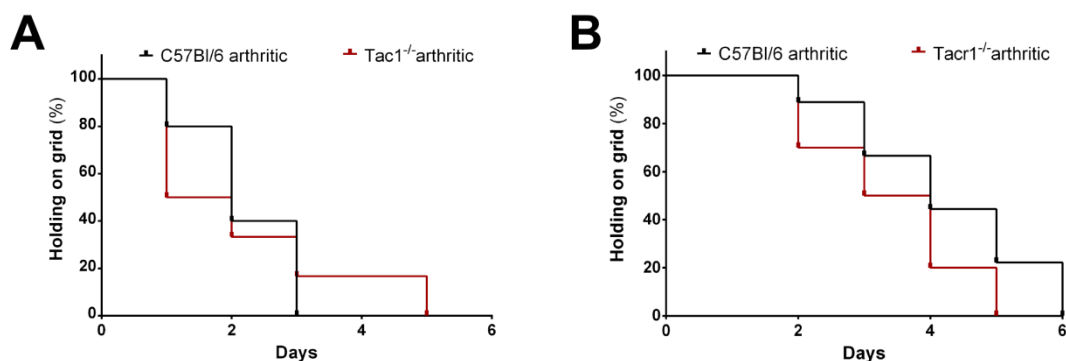 A
C57Bl/6 arthritic
Tac1-/-arthritic
Holding on grid (%)
100
80
60
40
20
0
0
2
4
6
Days
B
C57Bl/6 arthritic
Tacr1-/-arthritic
Holding on grid (%)
100
80
60
40
20
0
0
2
4
6
Days